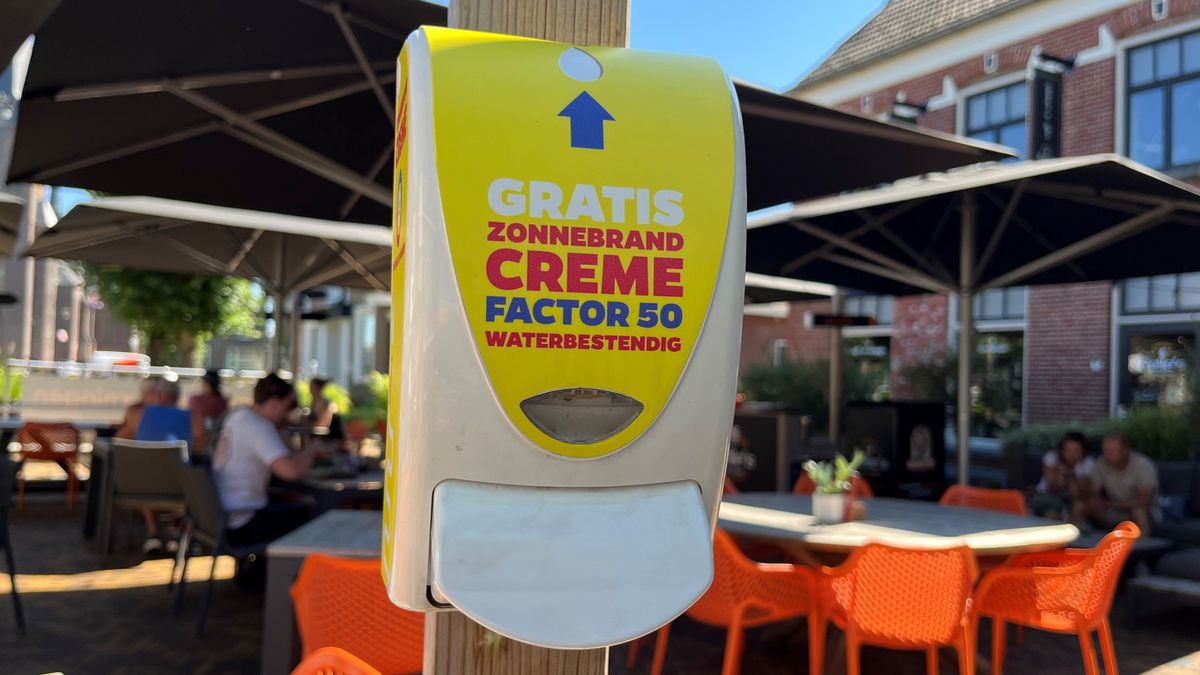 GRATIS
ZONNEBRAND
CREME
FACTOR 50
WATERBESTENDIG